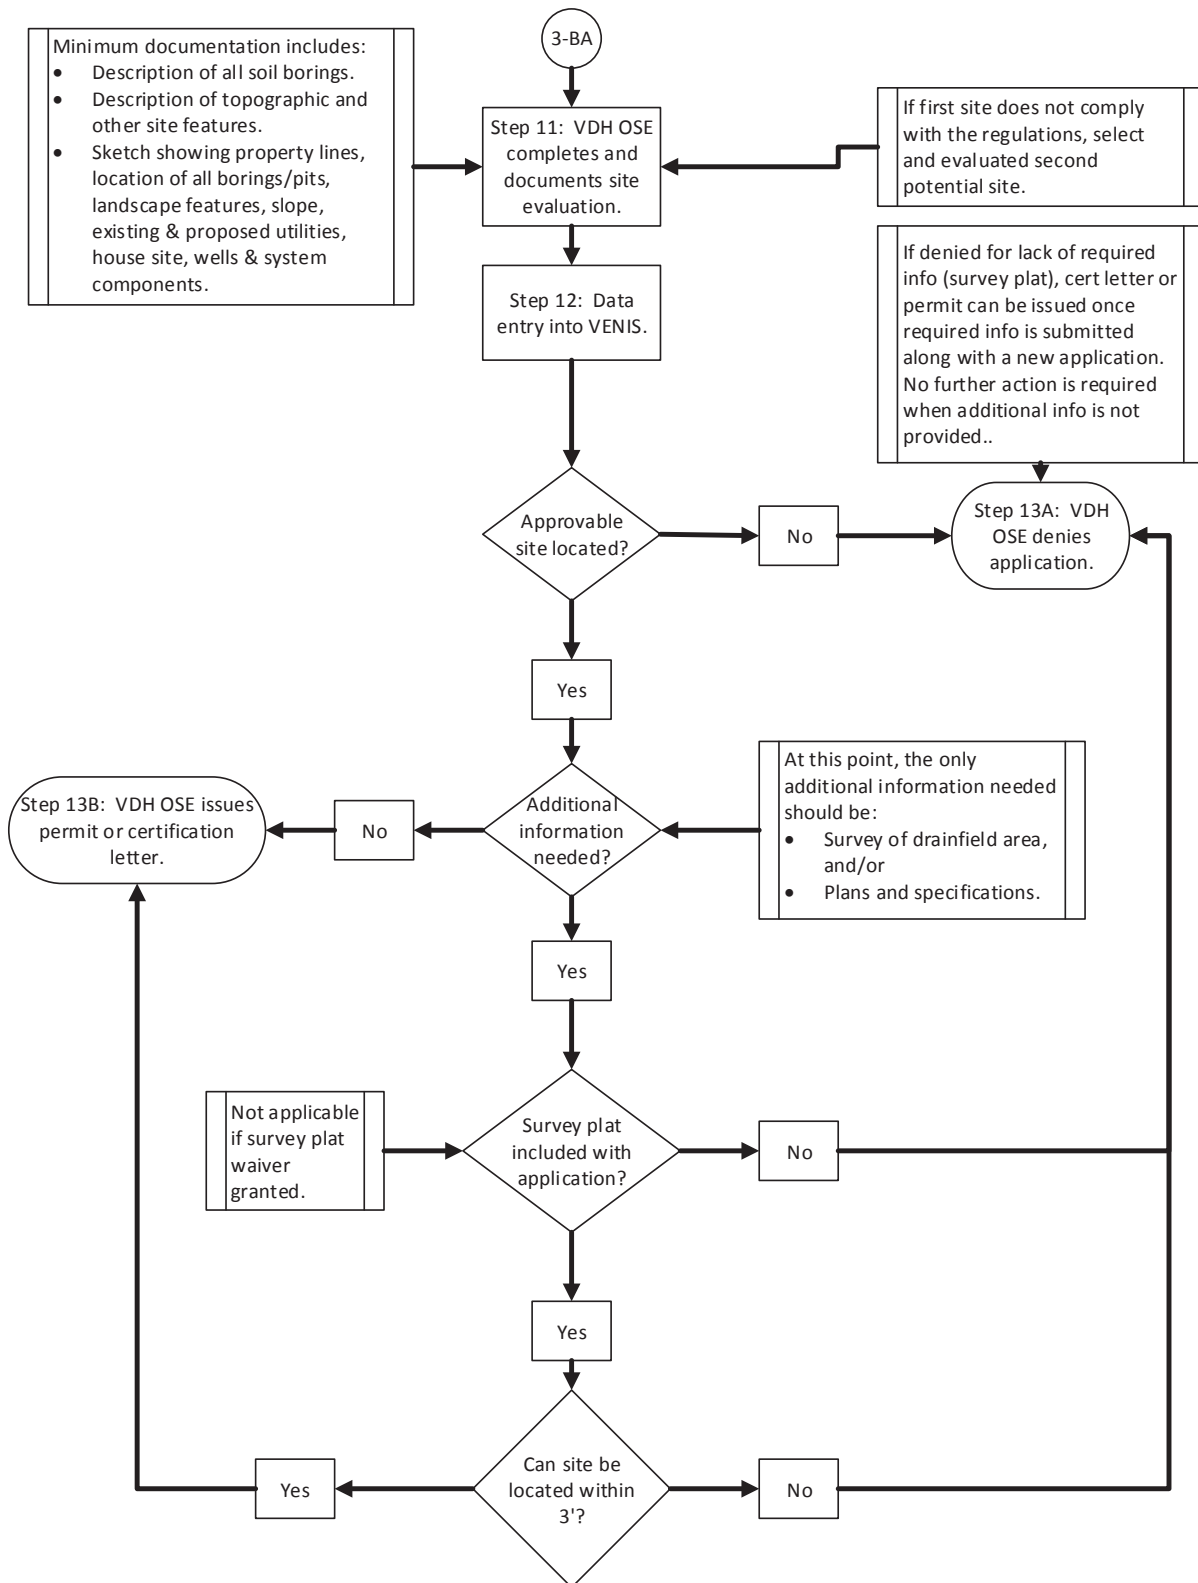 3-BA
Minimum documentation includes:
• Description of all soil borings.
• Description of topographic and
other site features.
• Sketch showing property lines,
location of all borings/pits,
landscape features, slope,
existing & proposed utilities,
house site, wells & system
components.
Step 11: VDH OSE
completes and
documents site
evaluation.
If first site does not comply
with the regulations, select
and evaluated second
potential site.
Step 12: Data
entry into VENIS.
If denied for lack of required
info (survey plat), cert letter or
permit can be issued once
required info is submitted
along with a new application.
No further action is required
when additional info is not
provided..
Approvable
site located?
No
Step 13A: VDH
OSE denies
application.
Yes
Step 13B: VDH OSE issues
permit or certification
letter.
No
Additional
information
needed?
At this point, the only
additional information needed
should be:
• Survey of drainfield area,
and/or
• Plans and specifications.
Yes
Not applicable
if survey plat
waiver
granted.
Survey plat
included with
application?
No
Yes
Yes
Can site be
located within
3'?
No